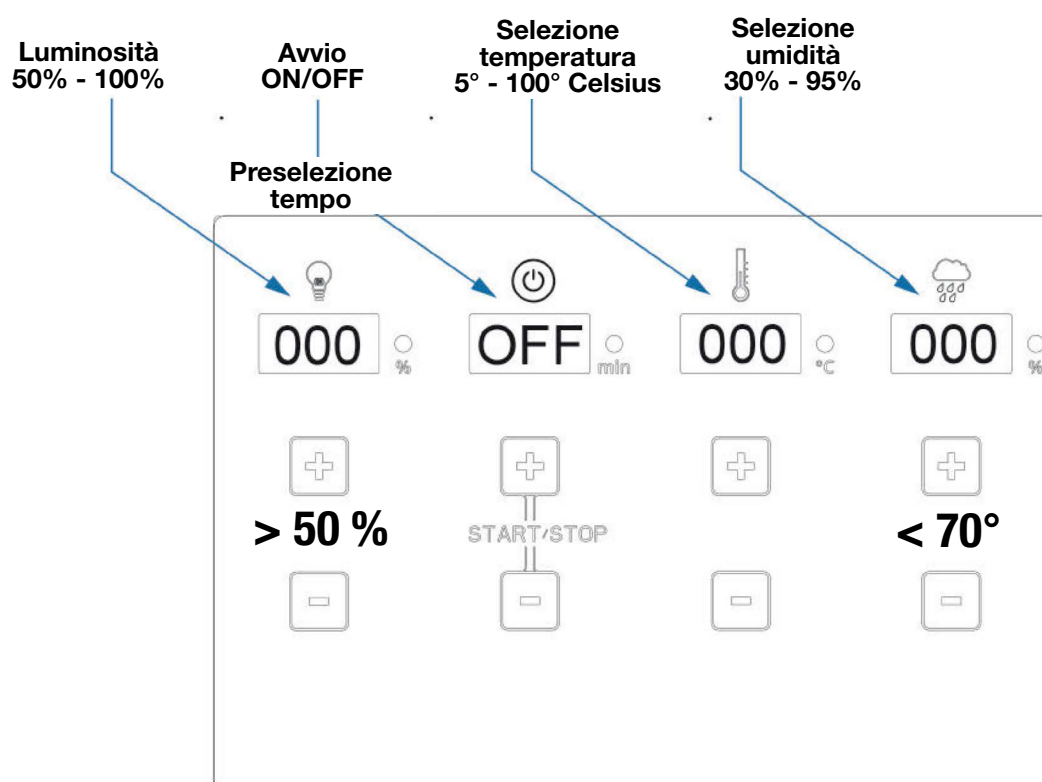 Luminosità
50% - 100%
Avvio
ON/OFF
Selezione
temperatura
5° - 100° Celsius
Selezione
umidità
30% - 95%
Preselezione
tempo
000
%
OFF
min
000
°C
000
%
> 50 %
START/STOP
< 70°